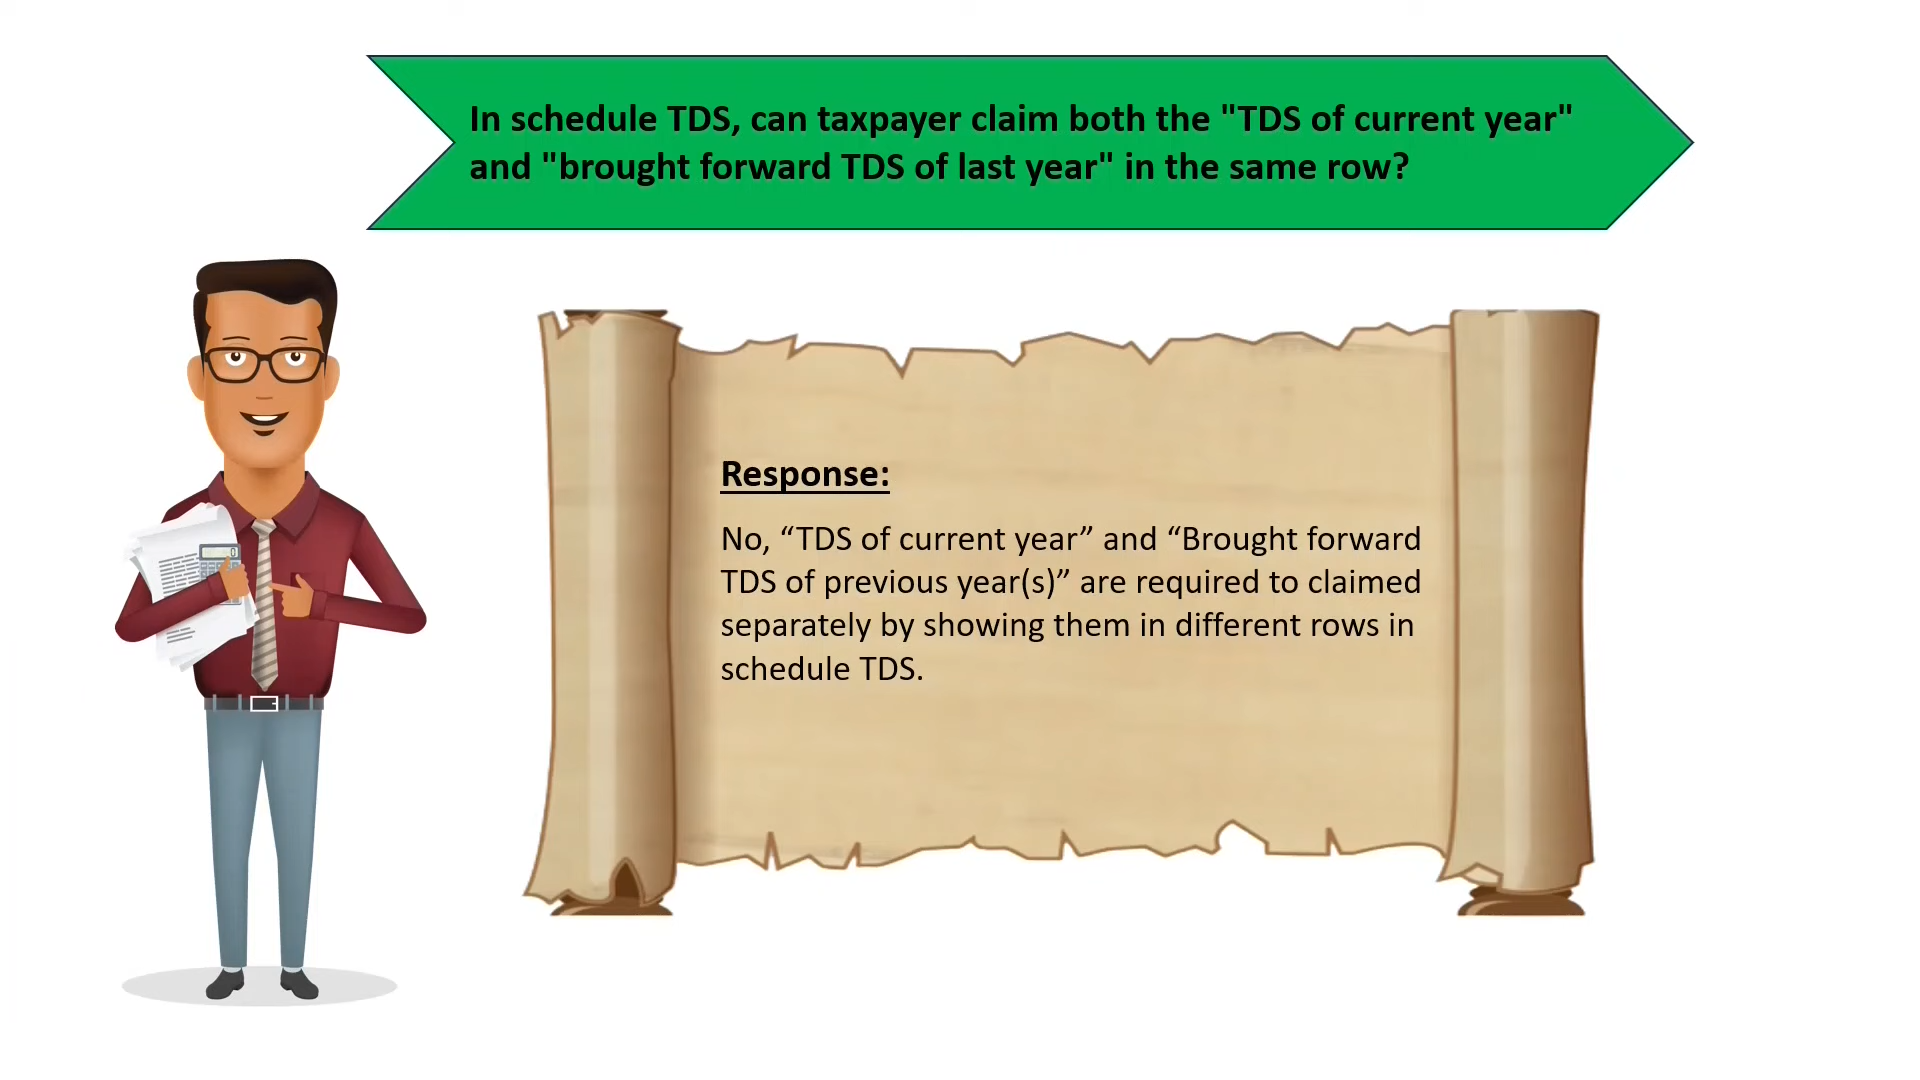 In schedule TDS, can taxpayer claim both the "TDS of current year"
and "brought forward TDS of last year" in the same row?
Response:
No, “TDS of current year” and “Brought forward
TDS of previous year(s)” are required to claimed
separately by showing them in different rows in
schedule TDS.
0